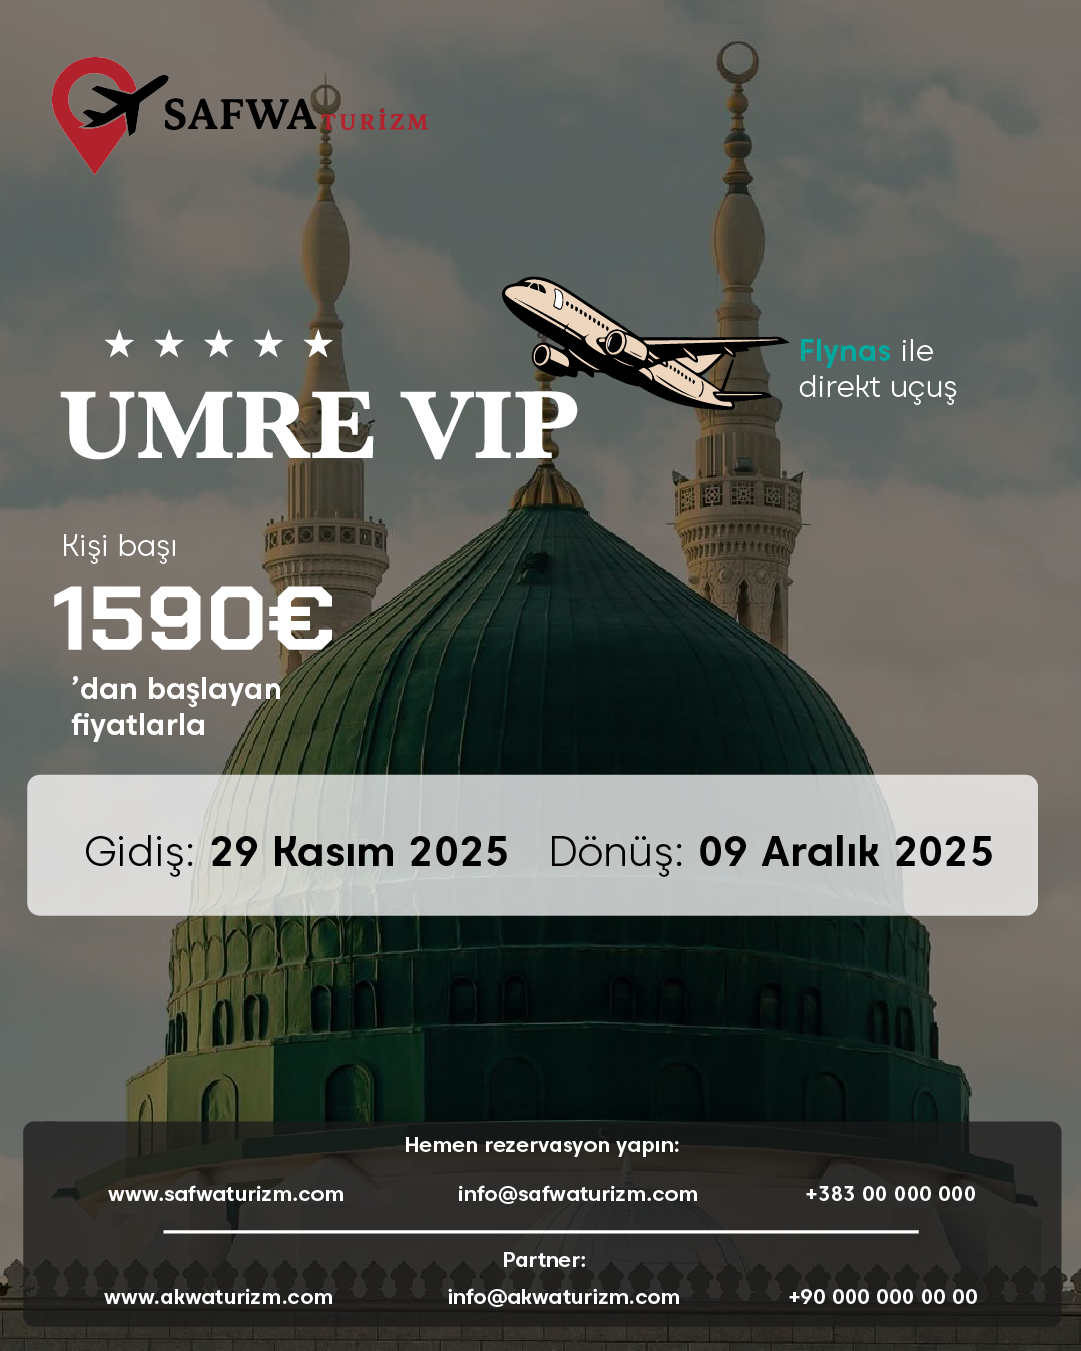 SAFWATURİZM
UMRE VIP
Flynas ile
direkt uçuş
Kişi başı
1590€
’dan başlayan
fiyatlarla
Gidiş: 29 Kasım 2025 Dönüş: 09 Aralık 2025
Hemen rezervasyon yapın:
www.safwaturizm.com info@safwaturizm.com +383 00 000 000
Partner:
www.akwaturizm.com info@akwaturizm.com +90 000 000 00 00